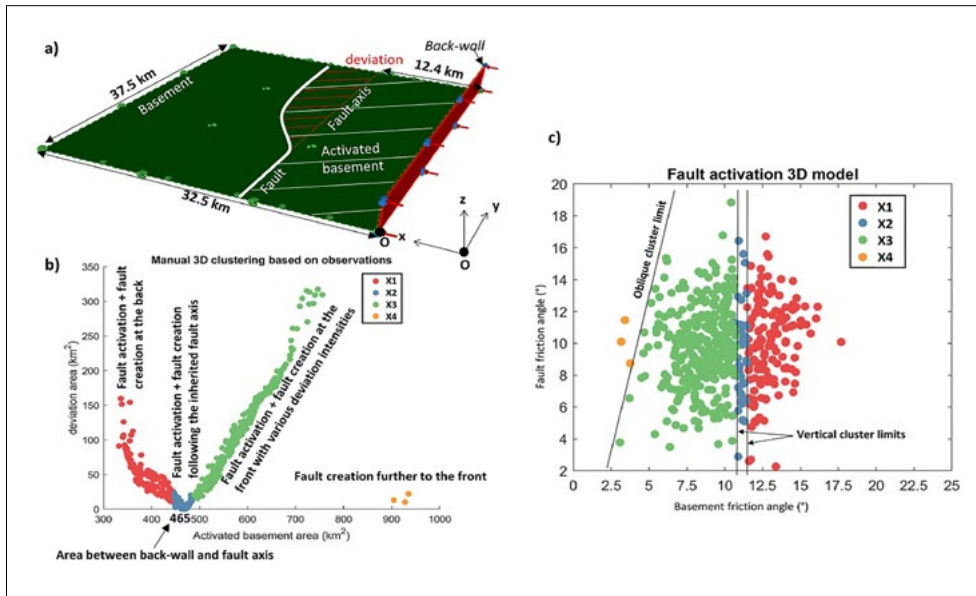 a)
Back-wall
deviation
12.4 km
37.5 km
Basement
Fault axis
Activated
basement
Fault
32.5 km
O
z
y
x
O
b)
Manual 3D clustering based on observations
X1
X2
X3
X4
deviation area (km²)
350
300
250
200
150
100
50
0
Fault activation + fault
creation at the back
Fault activation + fault creation
following the inherited fault axis
Fault activation + fault creation at the
front with various deviation intensities
Fault creation further to the front
300
400
465
500
600
700
800
900
1000
Activated basement area (km²)
Area between back-wall and fault axis
c)
Fault activation 3D model
X1
X2
X3
X4
Oblique cluster limit
Fault friction angle (°)
20
18
16
14
12
10
8
6
4
2
Vertical cluster limits
0
2.5
5
7.5
10
12.5
15
17.5
20
22.5
25
Basement friction angle (°)